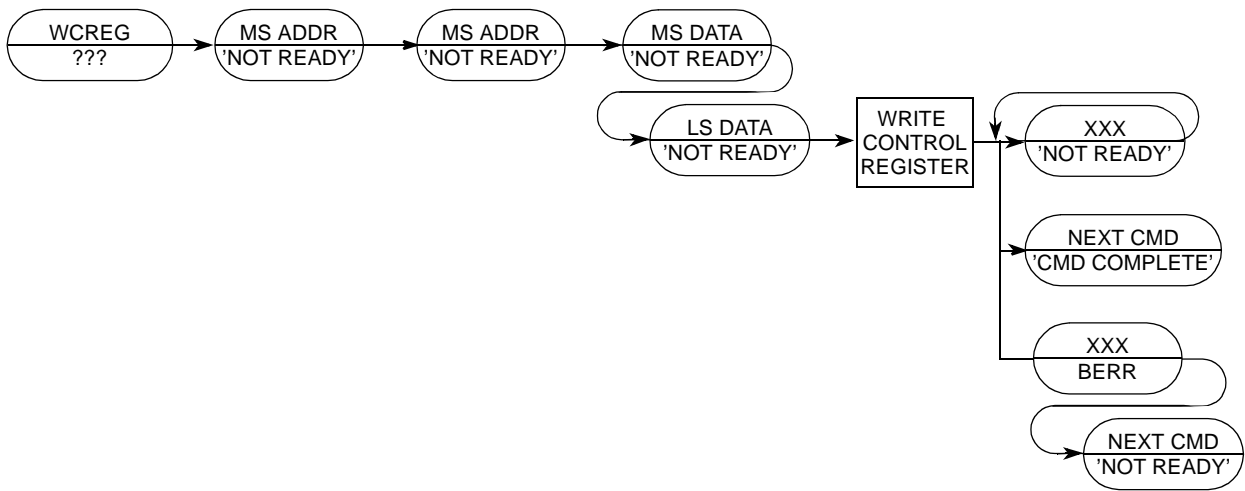 WCREG
???
MS ADDR
'NOT READY'
MS ADDR
'NOT READY'
MS DATA
'NOT READY'
LS DATA
'NOT READY'
WRITE
CONTROL
REGISTER
XXX
'NOT READY'
NEXT CMD
'CMD COMPLETE'
XXX
BERR
NEXT CMD
'NOT READY'